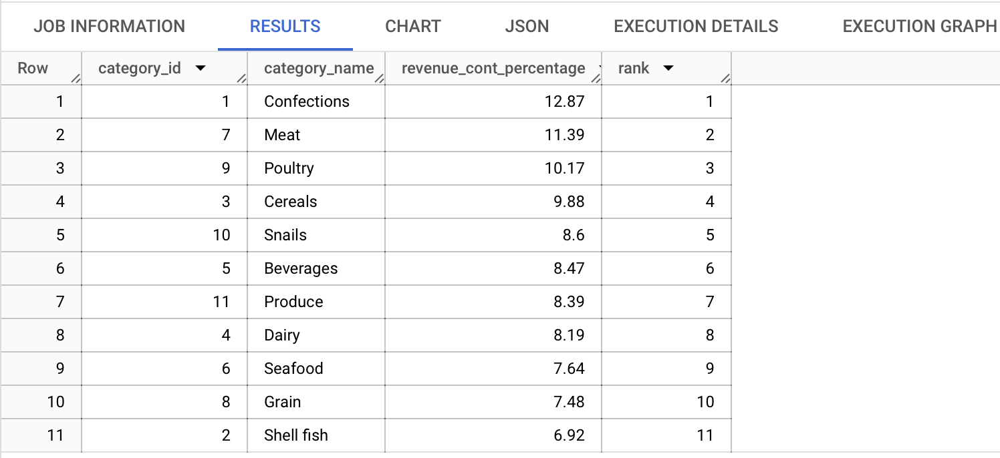 JOB INFORMATION RESULTS CHART JSON EXECUTION DETAILS EXECUTION GRAPH
Row category_id category_name revenue_cont_percentage rank
1 1 Confections 12.87 1
2 7 Meat 11.39 2
3 9 Poultry 10.17 3
4 3 Cereals 9.88 4
5 10 Snails 8.6 5
6 5 Beverages 8.47 6
7 11 Produce 8.39 7
8 4 Dairy 8.19 8
9 6 Seafood 7.64 9
10 8 Grain 7.48 10
11 2 Shell fish 6.92 11